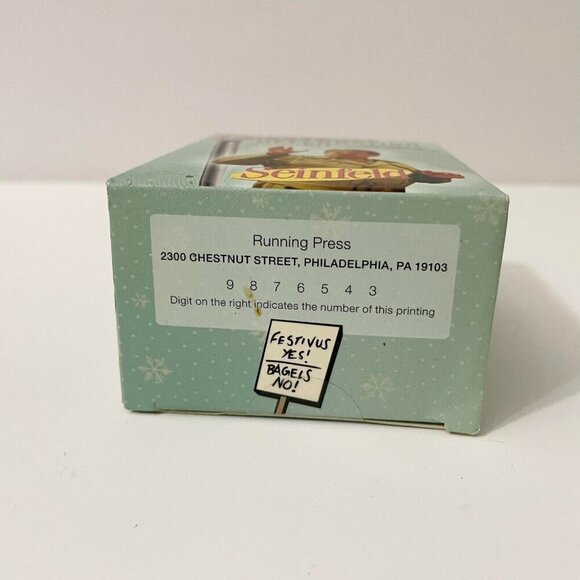 Seinfeld
Running Press
2300 CHESTNUT STREET, PHILADELPHIA, PA 19103
9 8 7 6 5 4 3
Digit on the right indicates the number of this printing
FESTIVUS
YES!
BAGELS
NO!